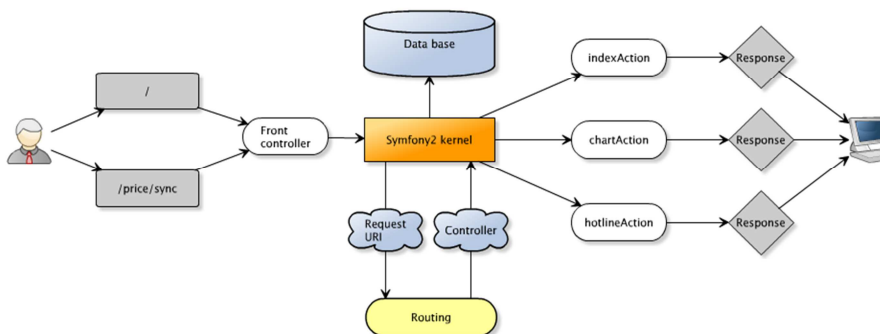 Data base
/
/price/sync
Front
controller
Symfony2 kernel
indexAction
chartAction
hotlineAction
Response
Response
Response
Request
URI
Controller
Routing